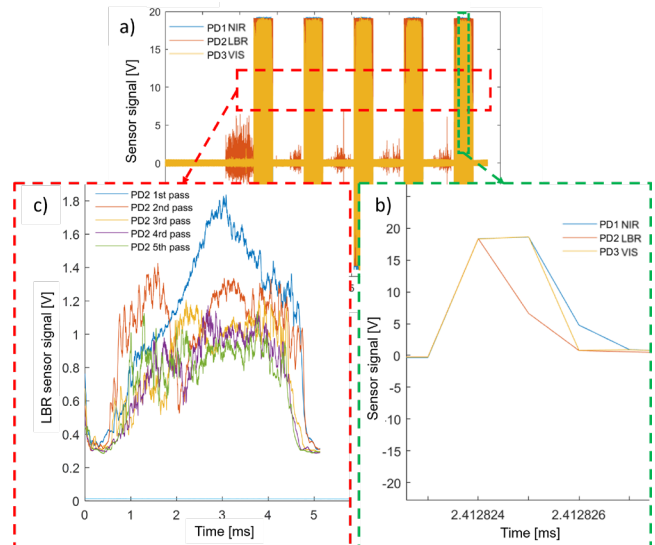 a)
20
15
10
5
0
Sensor signal [V]
PD1 NIR
PD2 LBR
PD3 VIS
c)
PD2 1st pass
PD2 2nd pass
PD2 3rd pass
PD2 4rd pass
PD2 5th pass
1.8
1.6
1.4
1.2
1
0.8
0.6
0.4
0.2
0
LBR sensor signal [V]
0 1 2 3 4 5
Time [ms]
b)
PD1 NIR
PD2 LBR
PD3 VIS
25
20
15
10
5
0
-5
-10
-15
-20
Sensor signal [V]
2.412824 2.412826
Time [ms]